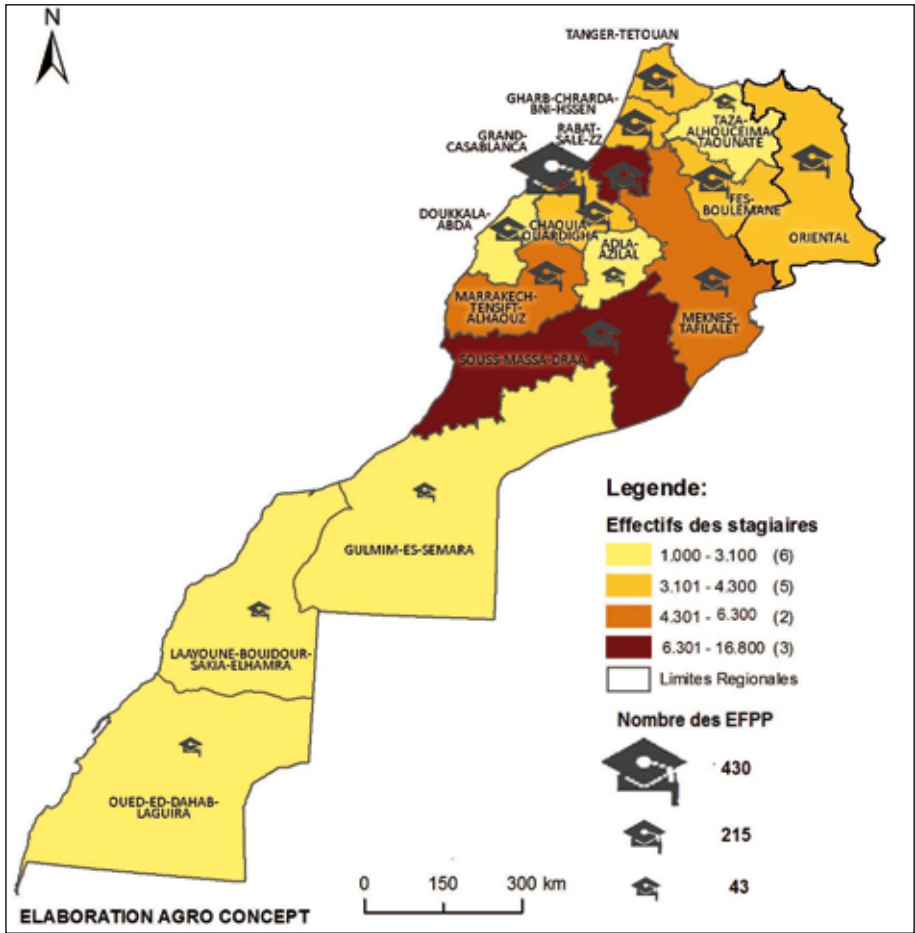 N
TANGER-TETOUAN
GHARB-CHRARDA-
BNI-HSSEN
RABAT-
SALE-ZZ
GRAND-
CASABLANCA
TAZA-
ALHOUCEIMA
TAOUNATE
FES-
BOULEMANE
ORIENTAL
DOUKKALA-
ABDA
CHAOUIA-
OUARDIGHA
ADLA-
AZILAL
MARRAKECH-
TENSIFT-
ALHAOUZ
MEKNES-
TAFILALET
SOUSS-MASSA-DRAA
GULMIM-ES-SEMARA
LAAYOUNE-BOUJDOUR-
SAKIA-ELHAMRA
OUED-ED-DAHAB-
LAGUIRA
Legende:
Effectifs des stagiaires
1.000 - 3.100 (6)
3.101 - 4.300 (5)
4.301 - 6.300 (2)
6.301 - 16.800 (3)
Limites Regionales
Nombre des EFPP
430
215
43
0 150 300 km
ELABORATION AGRO CONCEPT